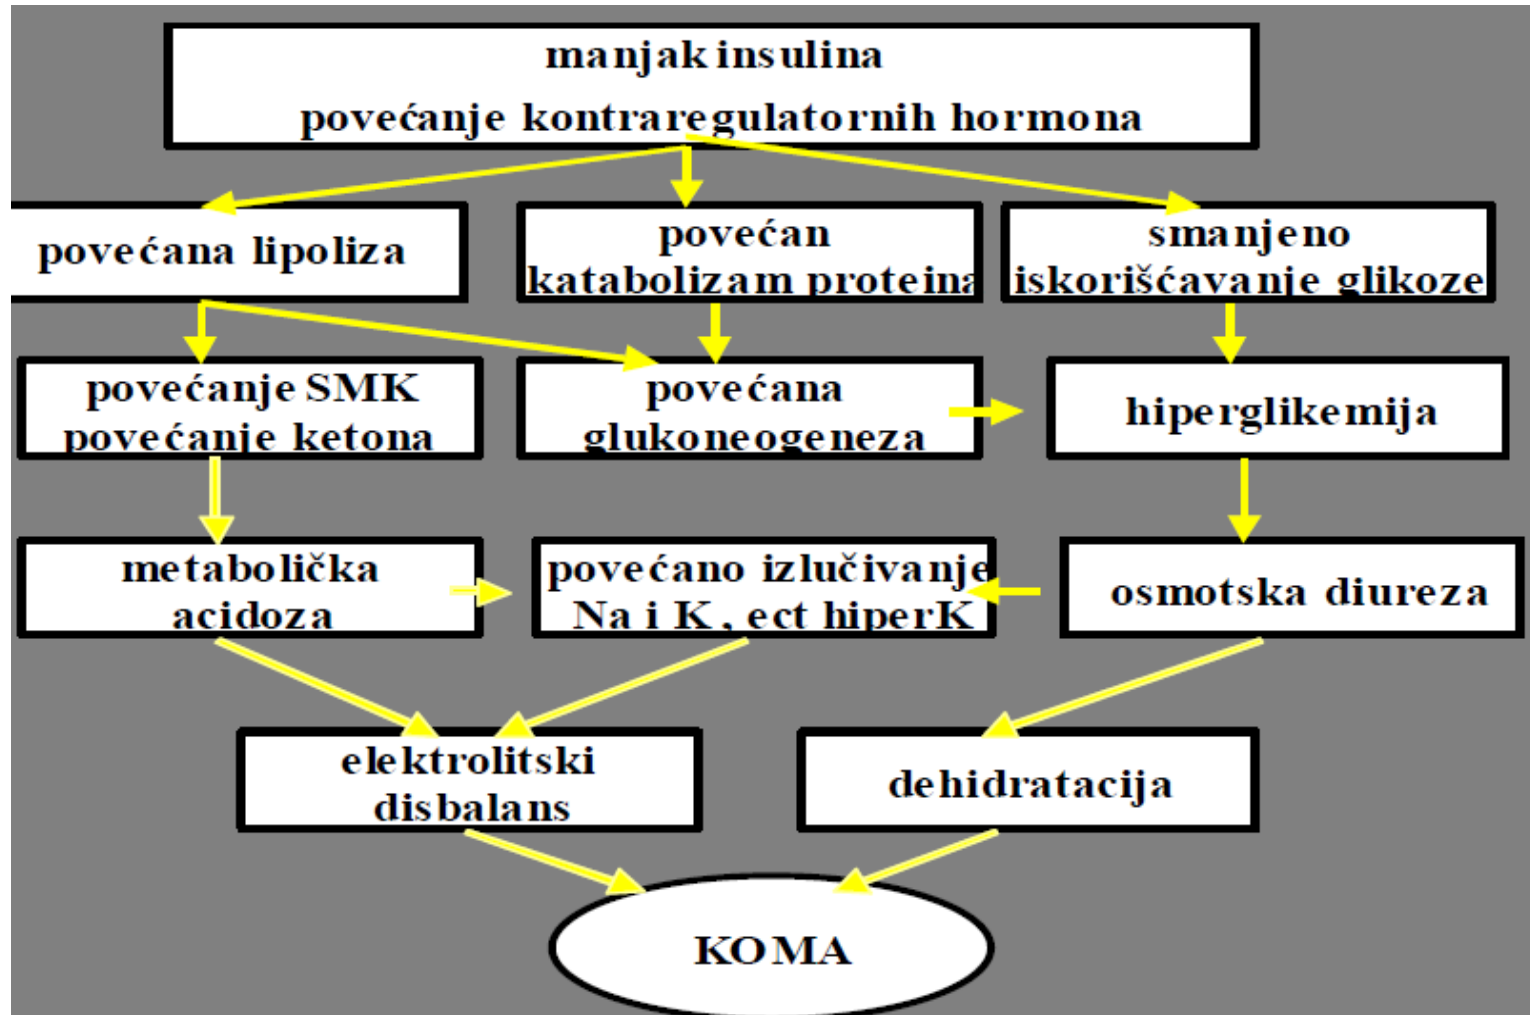 manjak insulina
povećanje kontraregulatornih hormona
povećana lipoliza
povećan
katabolizam proteina
smanjeno
iskorišćavanje glikoze
povećanje SMK
povećanje ketona
povećana
glukoneogeneza
hiperglikemija
metabolička
acidoza
povećano izlučivanje
Na i K , ect hiperK
osmotska diureza
elektrolitski
disbalans
dehidratacija
KOMA